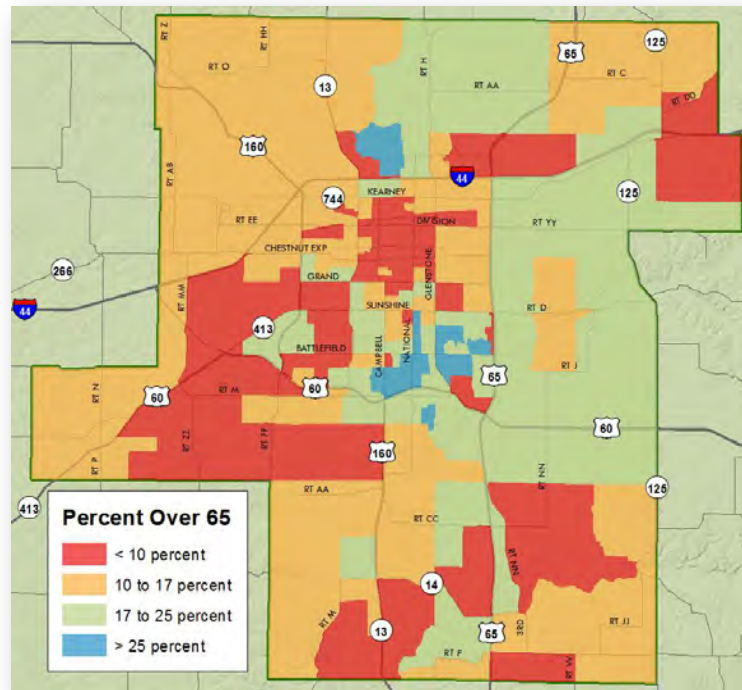 RT Z
RT HH
RT H
65
125
RT O
RT C
RT AA
13
RT DD
160
RT AB
44
KEARNEY
125
744
DIVISION
RT YY
RT EE
CHESTNUT EXP
266
GRAND
GLENSTONE
RT MM
SUNSHINE
RT D
44
413
NATIONAL
CAMPBELL
BATTLEFIELD
65
RT J
RT N
60
RT M
60
60
RT ZZ
RT FF
160
RT P
RT NN
125
RT AA
413
RT CC
Percent Over 65
< 10 percent
10 to 17 percent
17 to 25 percent
> 25 percent
RT NN
14
RT M
13
65
3RD
RT JJ
RT F
RT VV